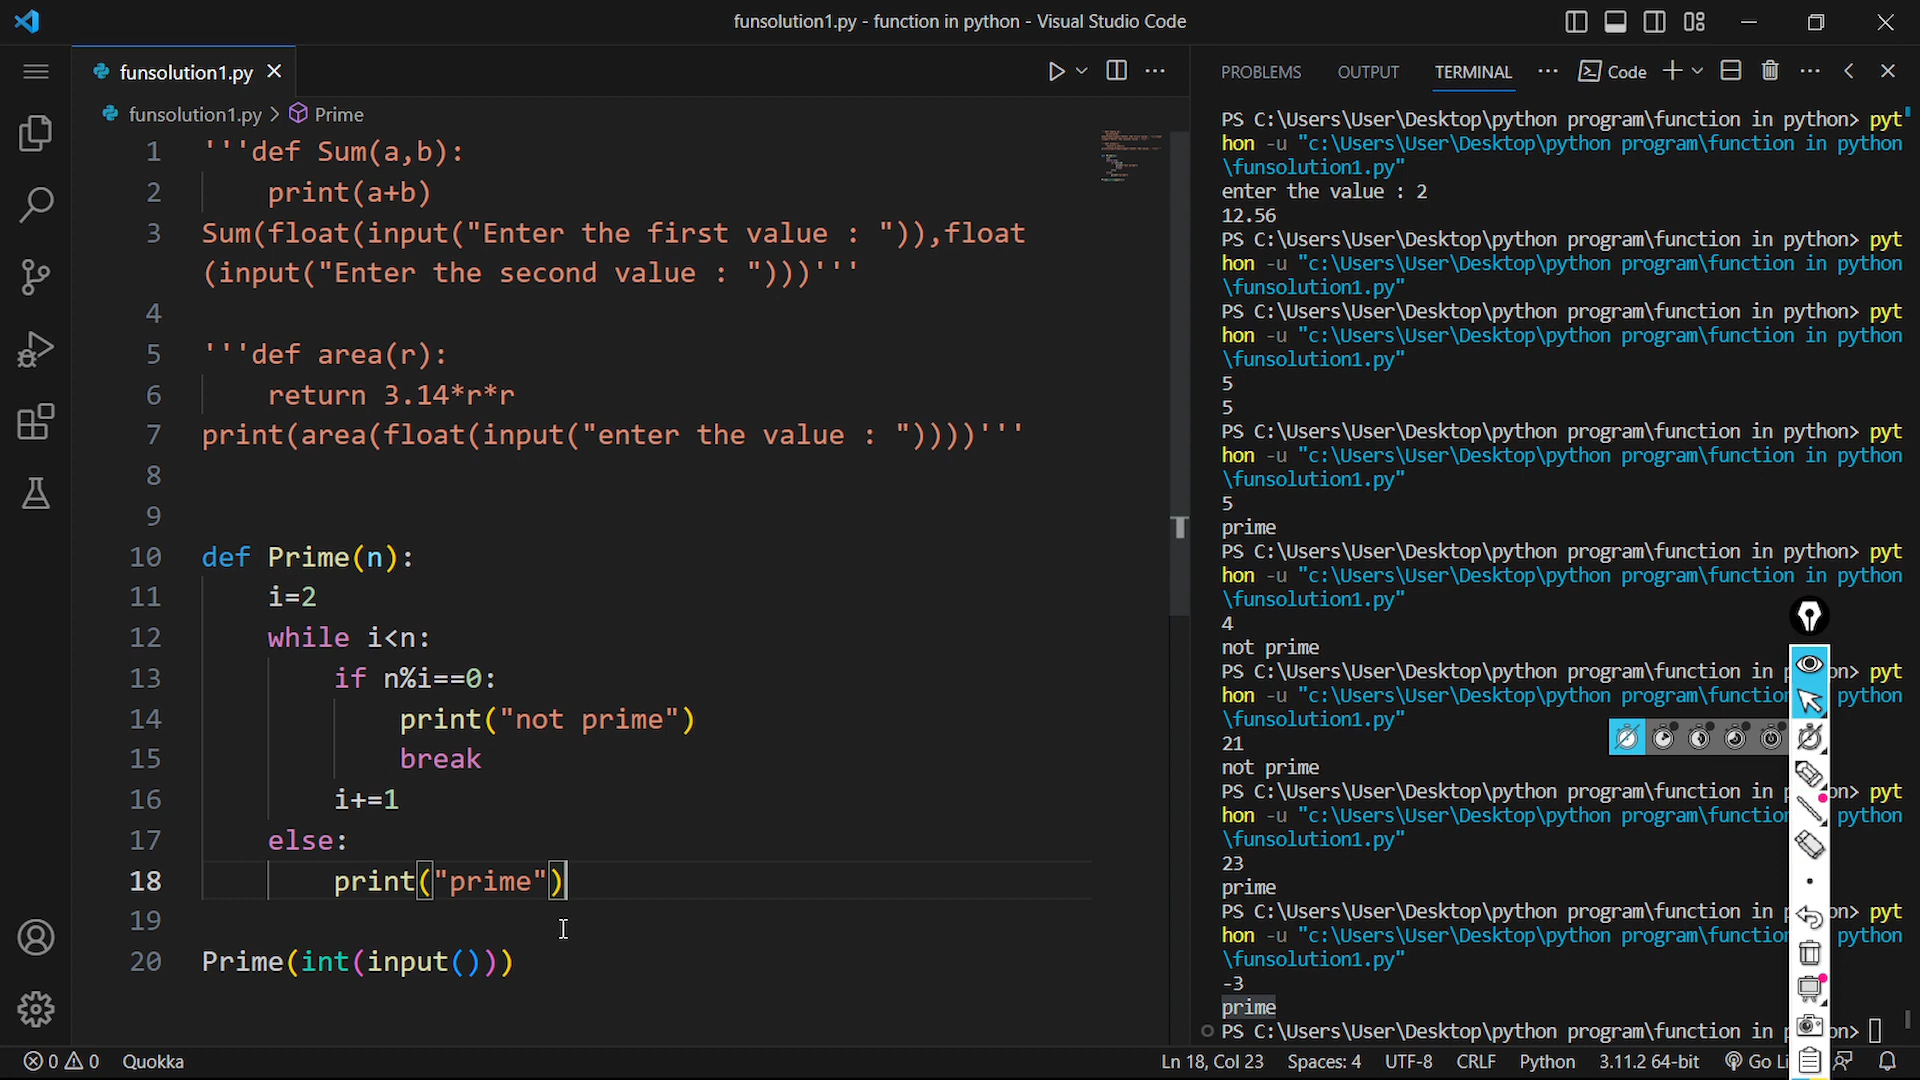 funsolution1.py - function in python - Visual Studio Code
funsolution1.py
funsolution1.py > Prime
1 '''def Sum(a,b):
2 print(a+b)
3 Sum(float(input("Enter the first value : ")),float
(input("Enter the second value : ")))'''
4
5 '''def area(r):
6 return 3.14*r*r
7 print(area(float(input("enter the value : "))))'''
8
9
10 def Prime(n):
11 i=2
12 while i<n:
13 if n%i==0:
14 print("not prime")
15 break
16 i+=1
17 else:
18 print("prime")
19
20 Prime(int(input()))
PROBLEMS OUTPUT TERMINAL ... Code
PS C:\Users\User\Desktop\python program\function in python> pyt
hon -u "c:\Users\User\Desktop\python program\function in python
\funsolution1.py"
enter the value : 2
12.56
PS C:\Users\User\Desktop\python program\function in python> pyt
hon -u "c:\Users\User\Desktop\python program\function in python
\funsolution1.py"
PS C:\Users\User\Desktop\python program\function in python> pyt
hon -u "c:\Users\User\Desktop\python program\function in python
\funsolution1.py"
5
5
PS C:\Users\User\Desktop\python program\function in python> pyt
hon -u "c:\Users\User\Desktop\python program\function in python
\funsolution1.py"
5
prime
PS C:\Users\User\Desktop\python program\function in python> pyt
hon -u "c:\Users\User\Desktop\python program\function in python
\funsolution1.py"
4
not prime
PS C:\Users\User\Desktop\python program\function in p on> pyt
hon -u "c:\Users\User\Desktop\python program\function python
\funsolution1.py"
21
not prime
PS C:\Users\User\Desktop\python program\function in p on> pyt
hon -u "c:\Users\User\Desktop\python program\function python
\funsolution1.py"
23
prime
PS C:\Users\User\Desktop\python program\function in p on> pyt
hon -u "c:\Users\User\Desktop\python program\function python
\funsolution1.py"
-3
prime
PS C:\Users\User\Desktop\python program\function in p on>
0 0 Quokka Ln 18, Col 23 Spaces: 4 UTF-8 CRLF Python 3.11.2 64-bit Go Li